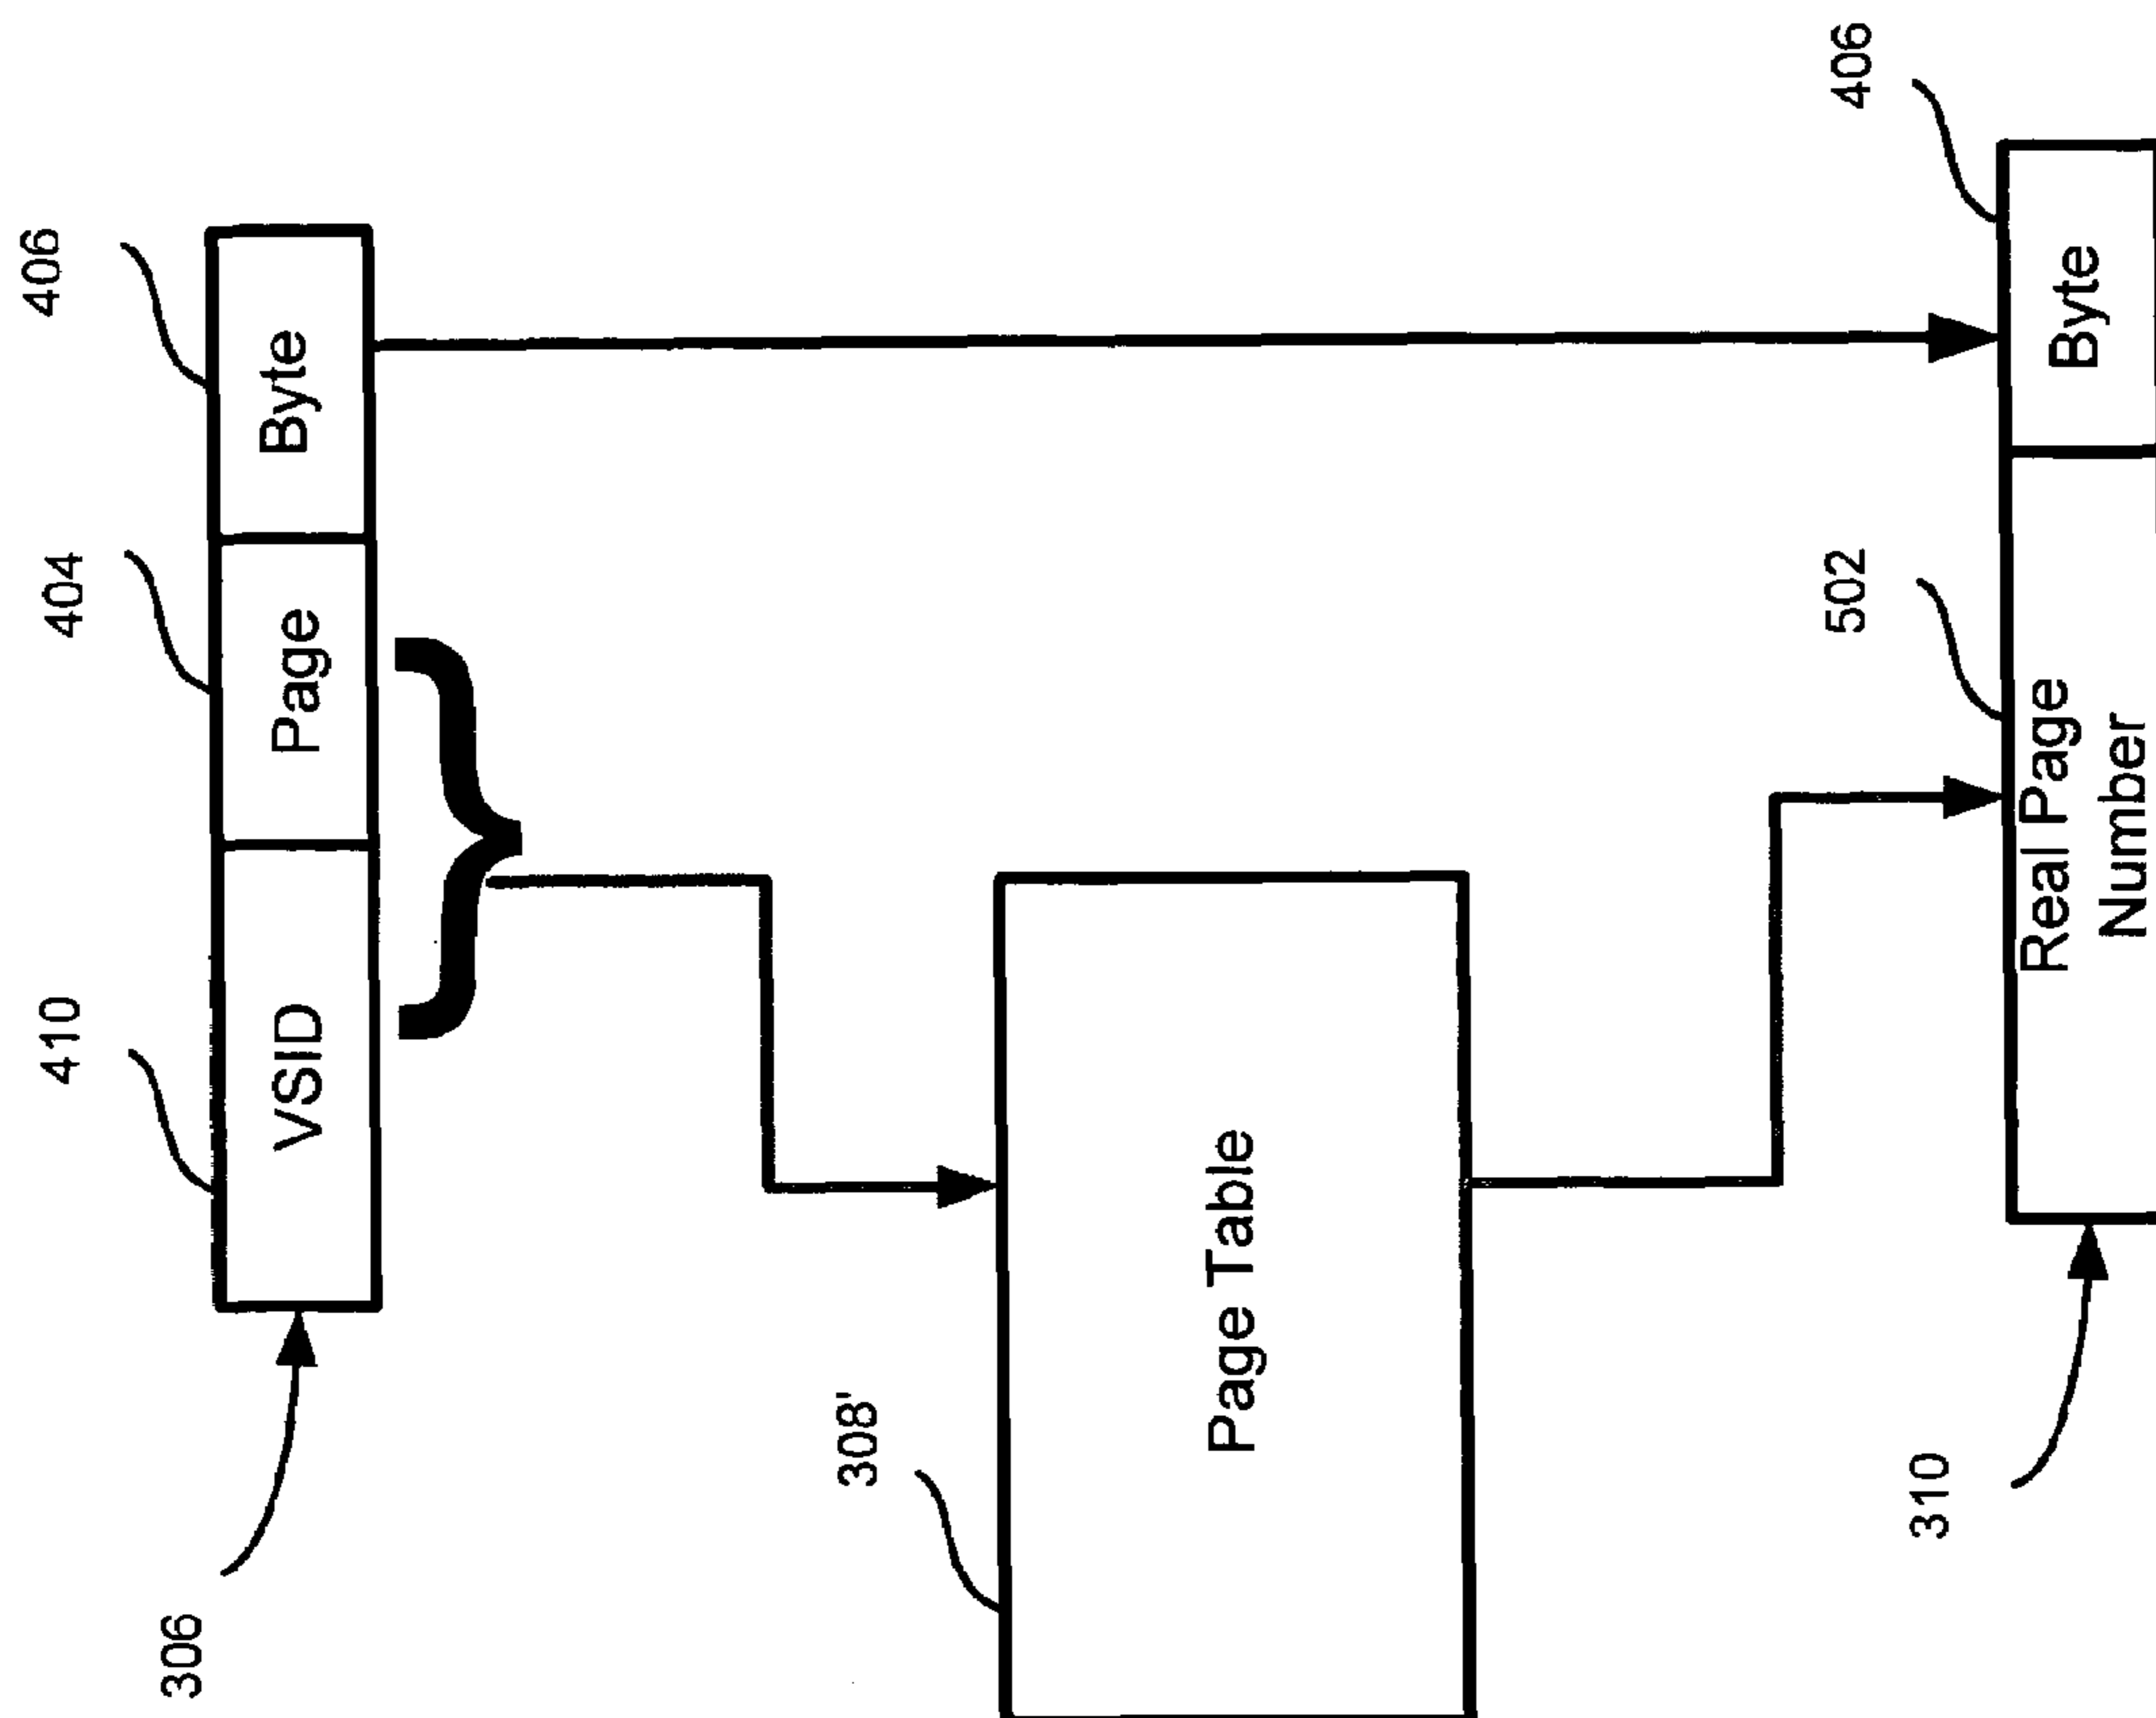 410
404
406
VSID
Page
Byte
306
308'
Page Table
502
406
Real Page
Number
Byte
310